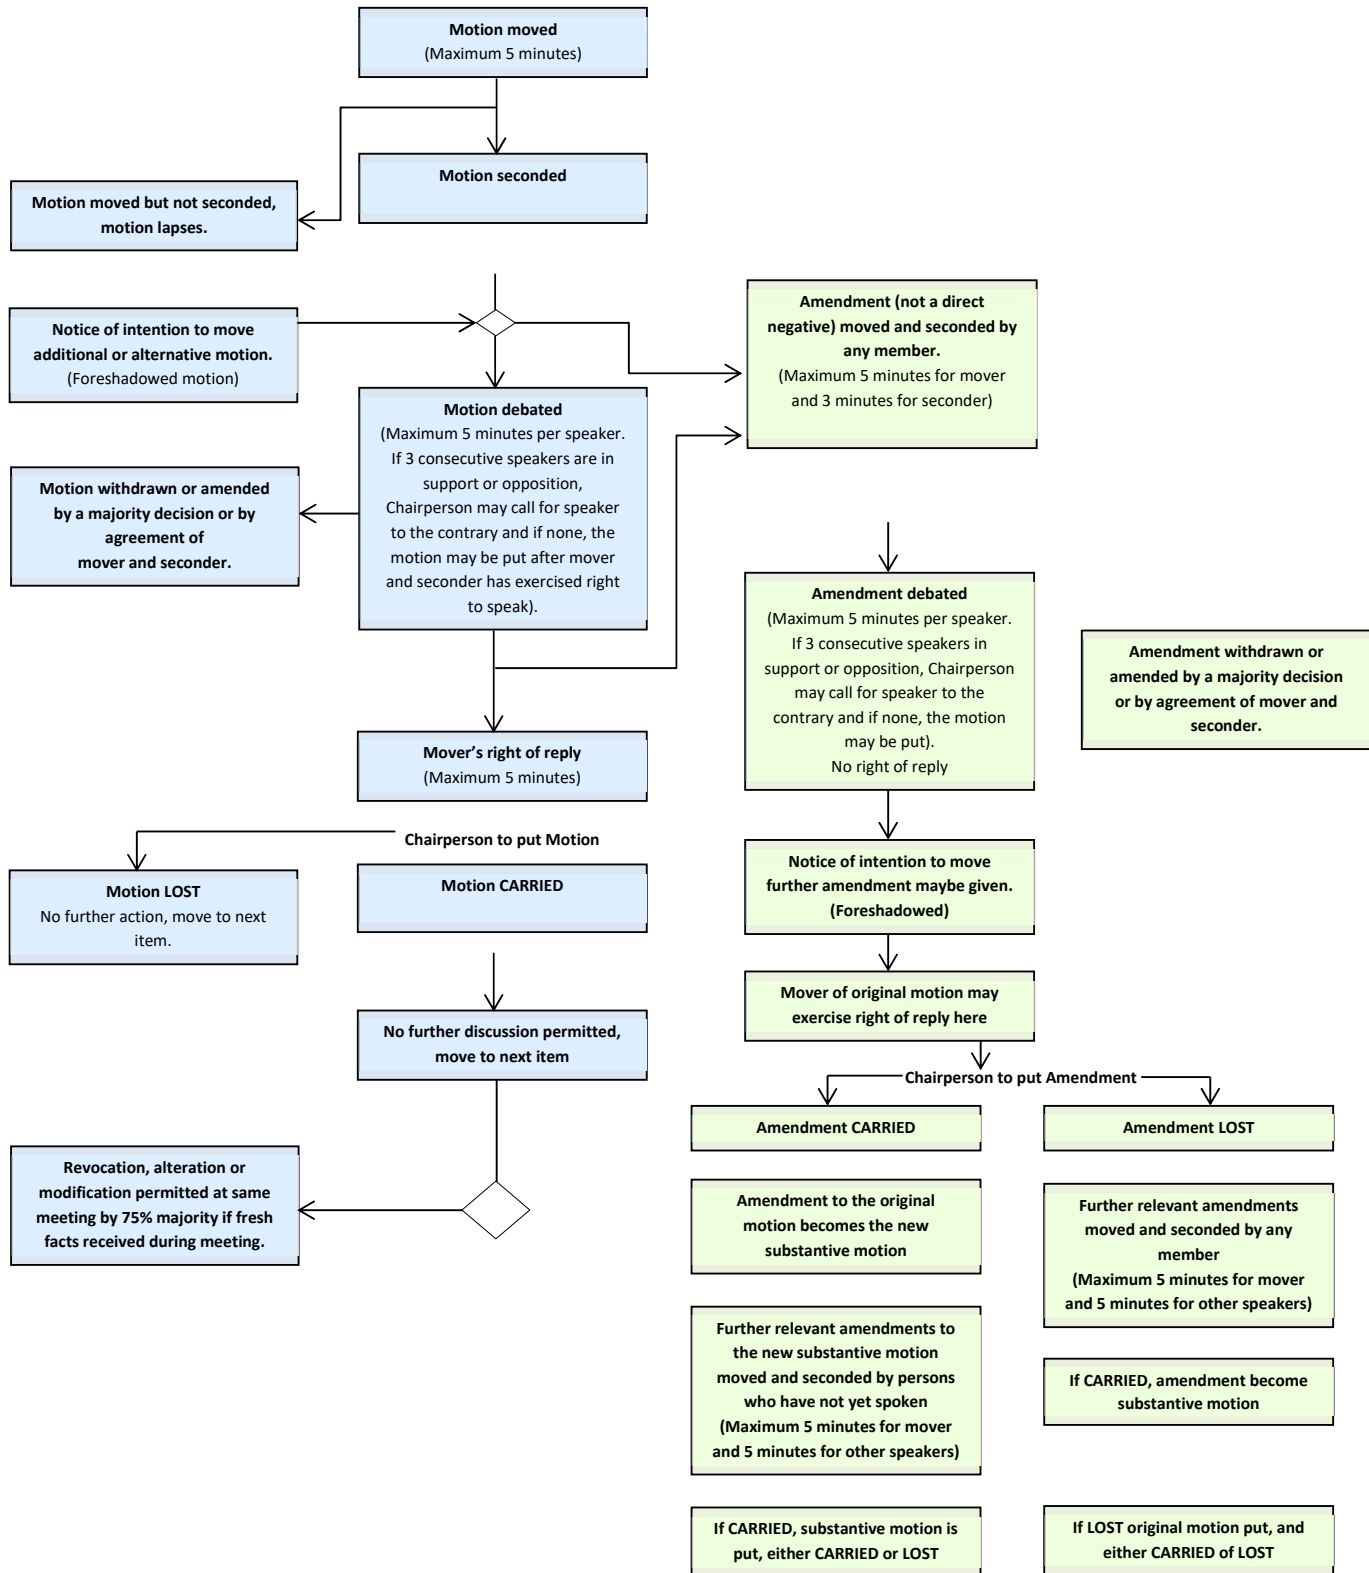 Motion moved
(Maximum 5 minutes)
Motion seconded
Motion moved but not seconded,
motion lapses.
Notice of intention to move
additional or alternative motion.
(Foreshadowed motion)
Amendment (not a direct
negative) moved and seconded by
any member.
(Maximum 5 minutes for mover
and 3 minutes for seconder)
Motion debated
(Maximum 5 minutes per speaker.
If 3 consecutive speakers are in
support or opposition,
Chairperson may call for speaker
to the contrary and if none, the
motion may be put after mover
and seconder has exercised right
to speak).
Motion withdrawn or amended
by a majority decision or by
agreement of
mover and seconder.
Amendment debated
(Maximum 5 minutes per speaker.
If 3 consecutive speakers in
support or opposition, Chairperson
may call for speaker to the
contrary and if none, the motion
may be put).
No right of reply
Amendment withdrawn or
amended by a majority decision
or by agreement of mover and
seconder.
Mover’s right of reply
(Maximum 5 minutes)
Chairperson to put Motion
Motion LOST
No further action, move to next
item.
Motion CARRIED
Notice of intention to move
further amendment maybe given.
(Foreshadowed)
Mover of original motion may
exercise right of reply here
No further discussion permitted,
move to next item
Chairperson to put Amendment
Amendment CARRIED
Amendment LOST
Revocation, alteration or
modification permitted at same
meeting by 75% majority if fresh
facts received during meeting.
Amendment to the original
motion becomes the new
substantive motion
Further relevant amendments
moved and seconded by any
member
(Maximum 5 minutes for mover
and 5 minutes for other speakers)
Further relevant amendments to
the new substantive motion
moved and seconded by persons
who have not yet spoken
(Maximum 5 minutes for mover
and 5 minutes for other speakers)
If CARRIED, amendment become
substantive motion
If CARRIED, substantive motion is
put, either CARRIED or LOST
If LOST original motion put, and
either CARRIED of LOST